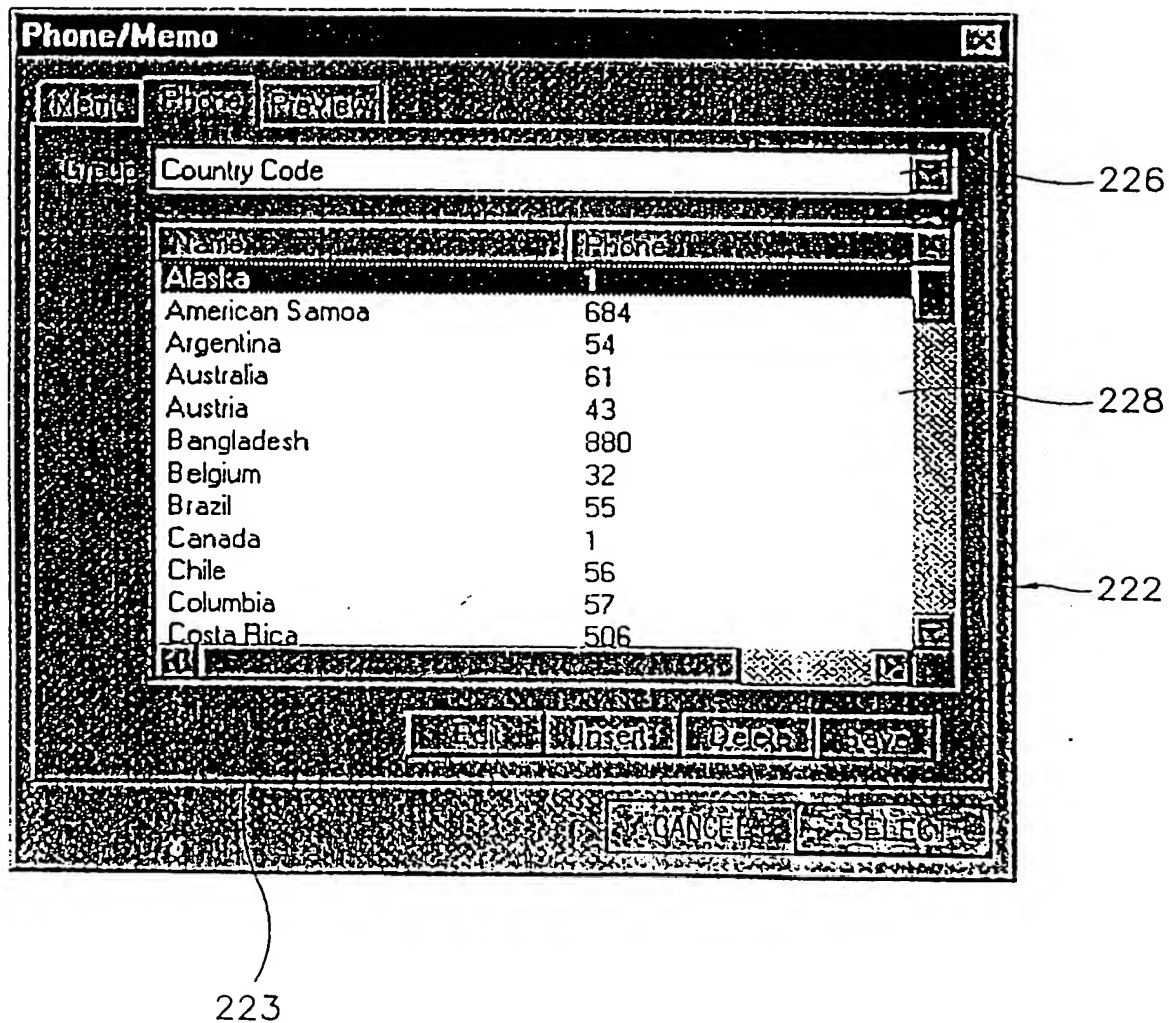 Phone/Memo
Memo Phone Preview
Group Country Code
226
Name Phone
Alaska 1
American Samoa 684
Argentina 54
Australia 61
228
Austria 43
Bangladesh 880
Belgium 32
Brazil 55
Canada 1
Chile 56
222
Columbia 57
Costa Rica 506
Edit Insert Delete Save
CANCEL SELECT
223